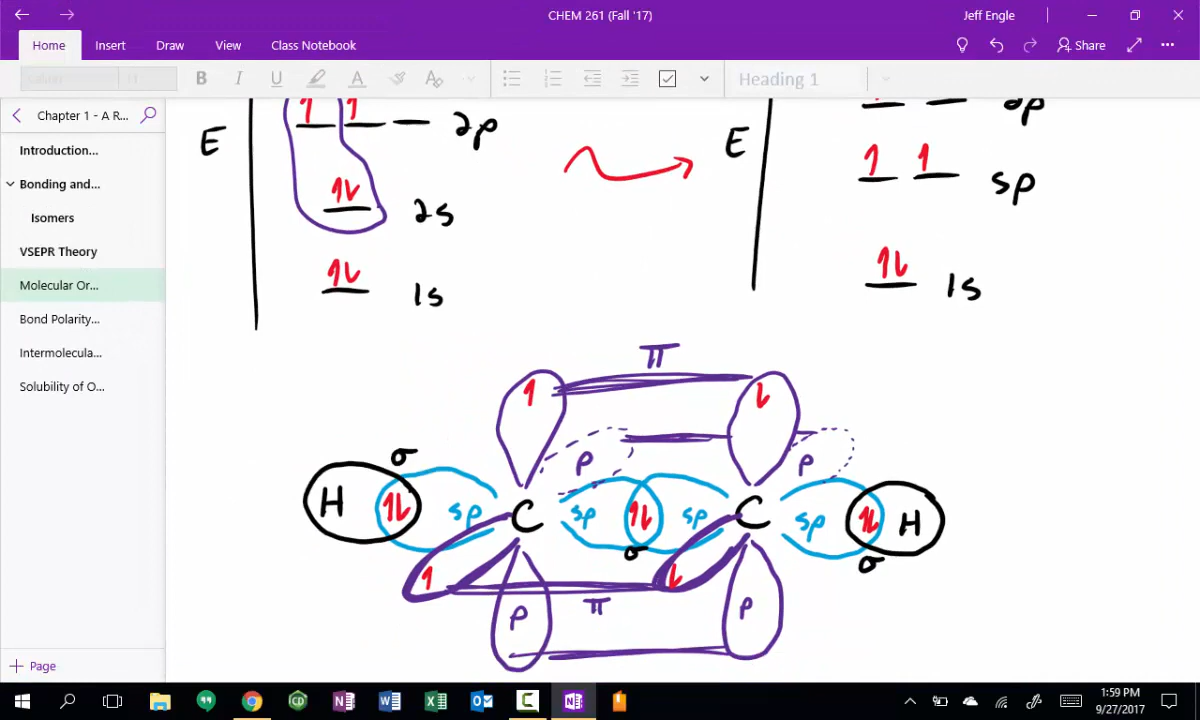 CHEM 261 (Fall '17)
Jeff Engle
Home
Insert
Draw
View
Class Notebook
Share
B
I
U
A
Heading 1
Chapter 1 - A R...
Introduction...
Bonding and...
Isomers
VSEPR Theory
Molecular Or...
Bond Polarity...
Intermolecula...
Solubility of O...
Page
E
2p
2s
1s
E
2p
sp
1s
π
σ
p
p
H
sp
C
sp
sp
C
sp
H
σ
σ
π
p
p
1:59 PM
9/27/2017